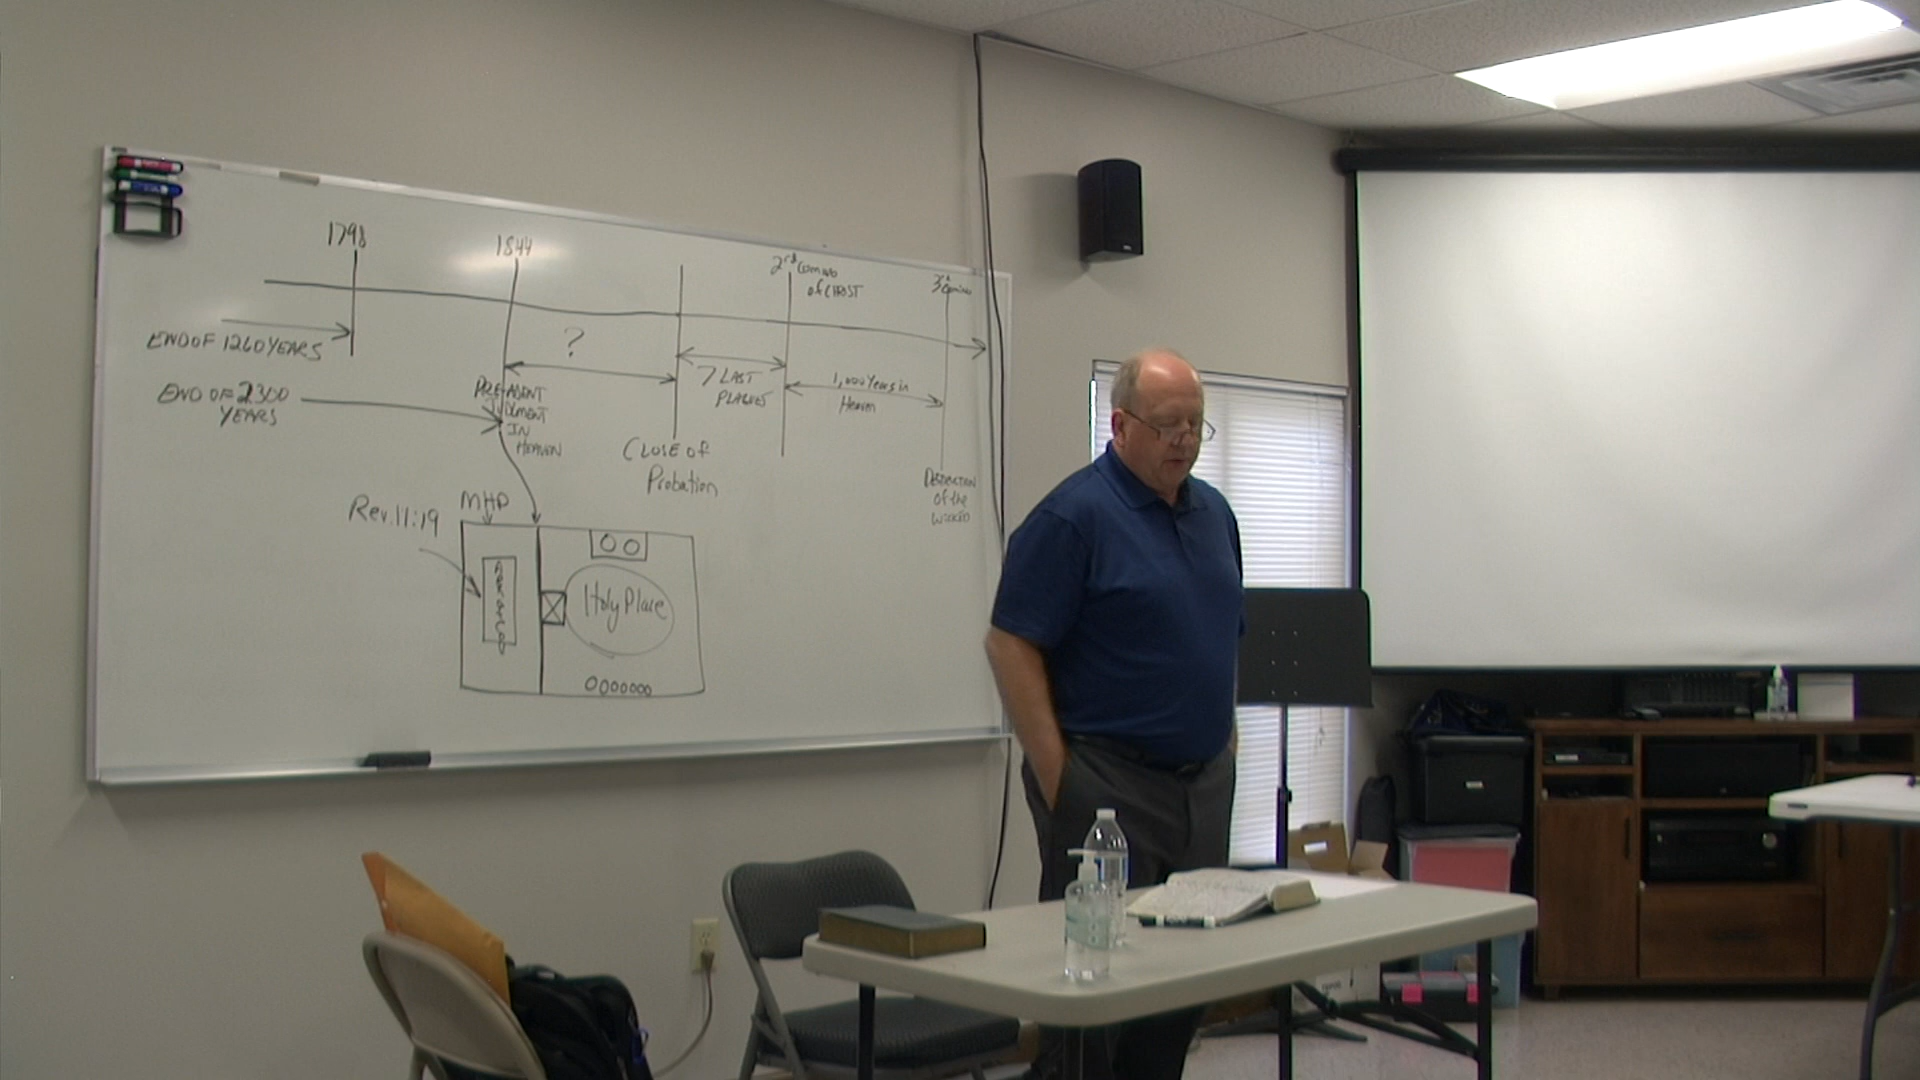 1798
1844
2nd Coming
of CHRIST
3rd Coming
END OF 1260 YEARS
?
7 LAST
PLAGUES
1,000 Years in
Heaven
END OF 2300
YEARS
PRE-ADVENT
JUDGMENT
IN
HEAVEN
CLOSE OF
Probation
DESTRUCTION
of the
WICKED
Rev. 11:19
MHP
Holy Place